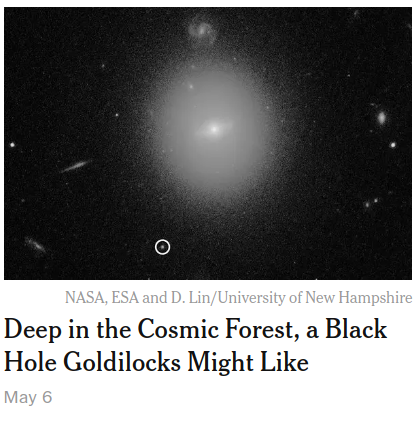 NASA, ESA and D. Lin/University of New Hampshire
Deep in the Cosmic Forest, a Black
Hole Goldilocks Might Like
May 6